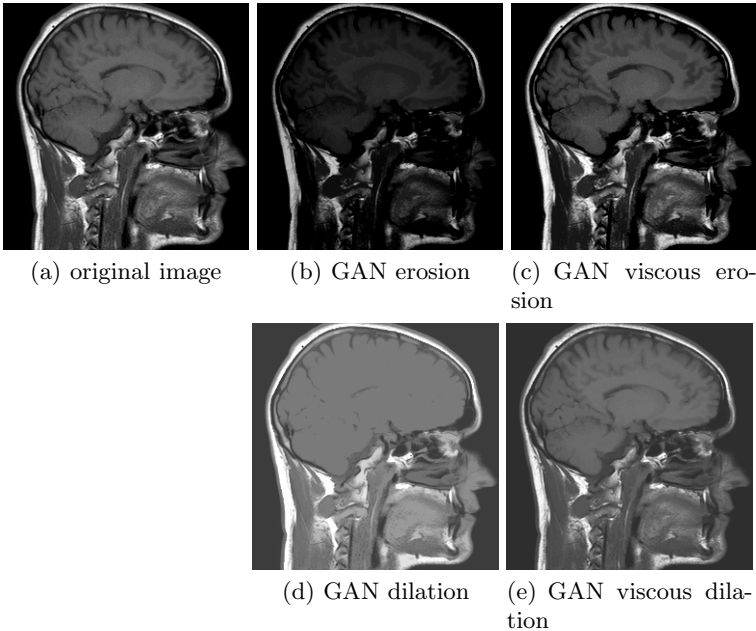 (a) original image
(b) GAN erosion
(c) GAN viscous ero-
sion
(d) GAN dilation
(e) GAN viscous dila-
tion